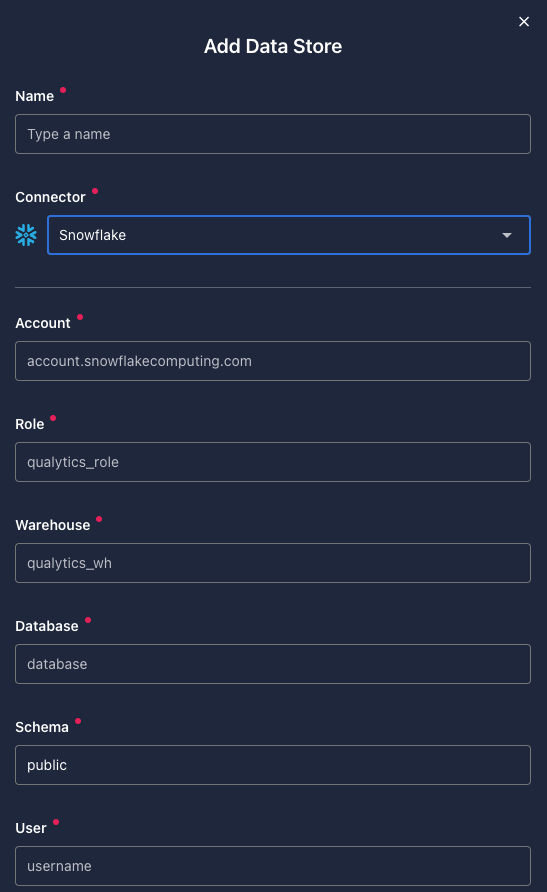 Add Data Store
Name
Type a name
Connector
Snowflake
Account
account.snowflakecomputing.com
Role
qualytics_role
Warehouse
qualytics_wh
Database
database
Schema
public
User
username